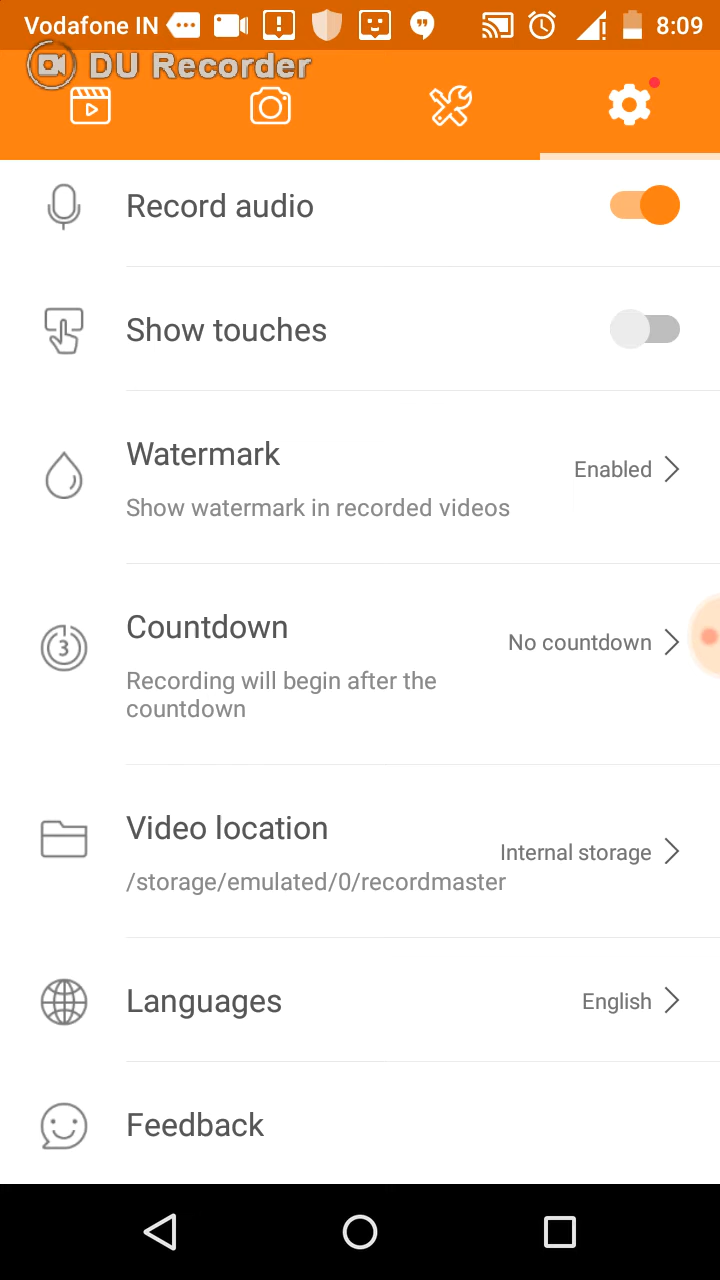 Vodafone IN
8:09
DU Recorder
Record audio
Show touches
Watermark
Enabled
Show watermark in recorded videos
3
Countdown
No countdown
Recording will begin after the
countdown
Video location
Internal storage
/storage/emulated/0/recordmaster
Languages
English
Feedback